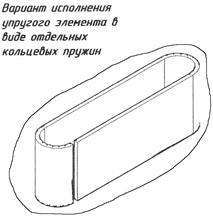 Вариант исполнения
упругого элемента в
виде отдельных
кольцевых пружин